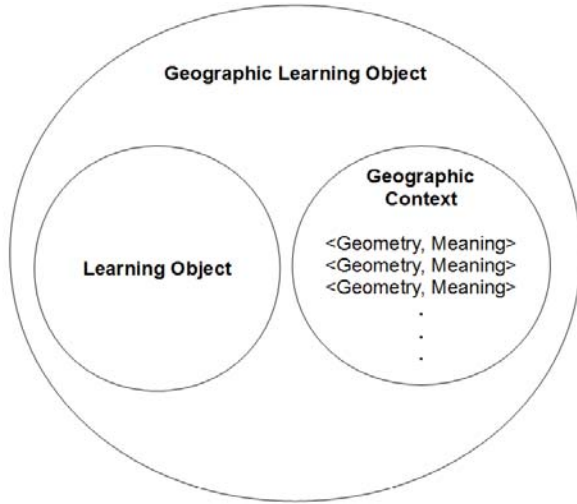 Geographic Learning Object
Learning Object
Geographic
Context
<Geometry, Meaning>
<Geometry, Meaning>
<Geometry, Meaning>
.
.
.